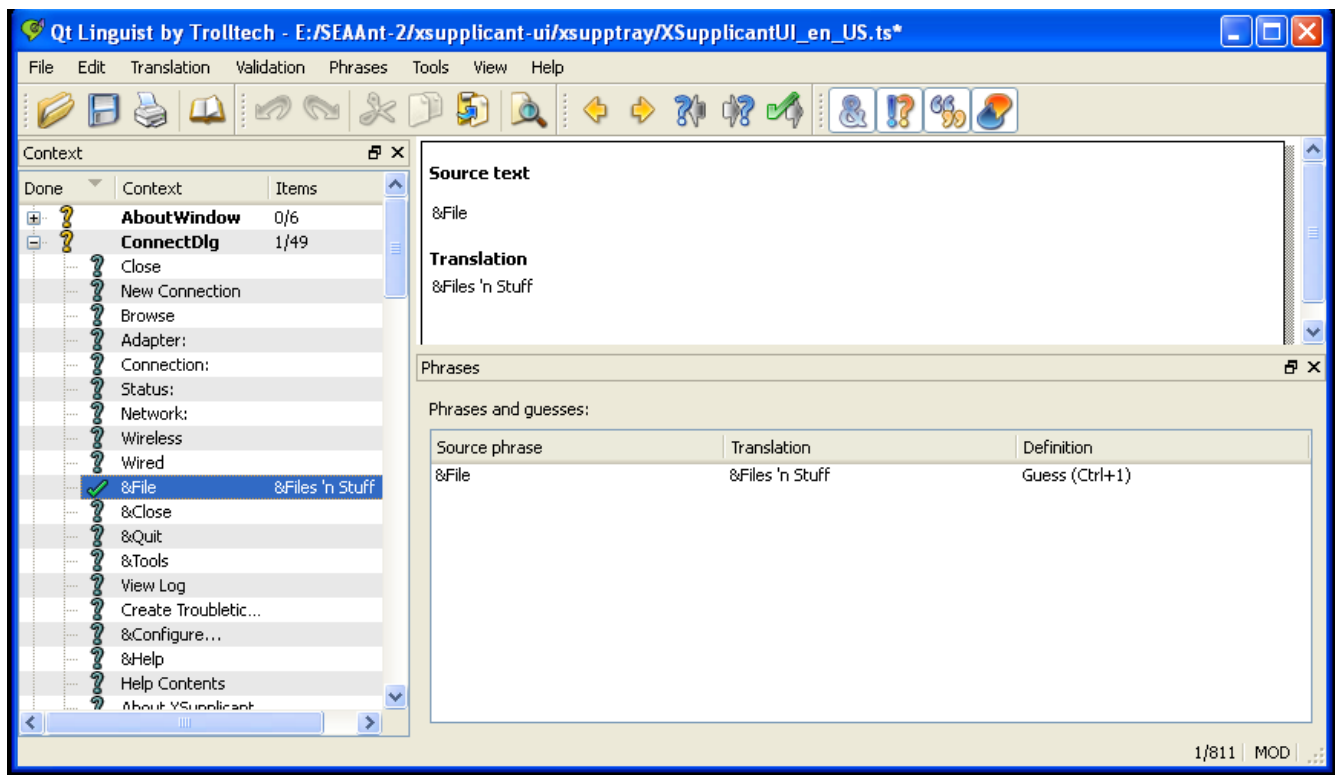 Qt Linguist by Trolltech - E:/SEAAnt-2/xsupplicant-ui/xsupptray/XSupplicantUI_en_US.ts*
File Edit Translation Validation Phrases Tools View Help
Context
Done Context Items
AboutWindow 0/6
ConnectDlg 1/49
Close
New Connection
Browse
Adapter:
Connection:
Status:
Network:
Wireless
Wired
&File &Files 'n Stuff
&Close
&Quit
&Tools
View Log
Create Troubletic...
&Configure...
&Help
Help Contents
About XSupplicant
Source text
&File
Translation
&Files 'n Stuff
Phrases
Phrases and guesses:
Source phrase Translation Definition
&File &Files 'n Stuff Guess (Ctrl+1)
1/811 MOD